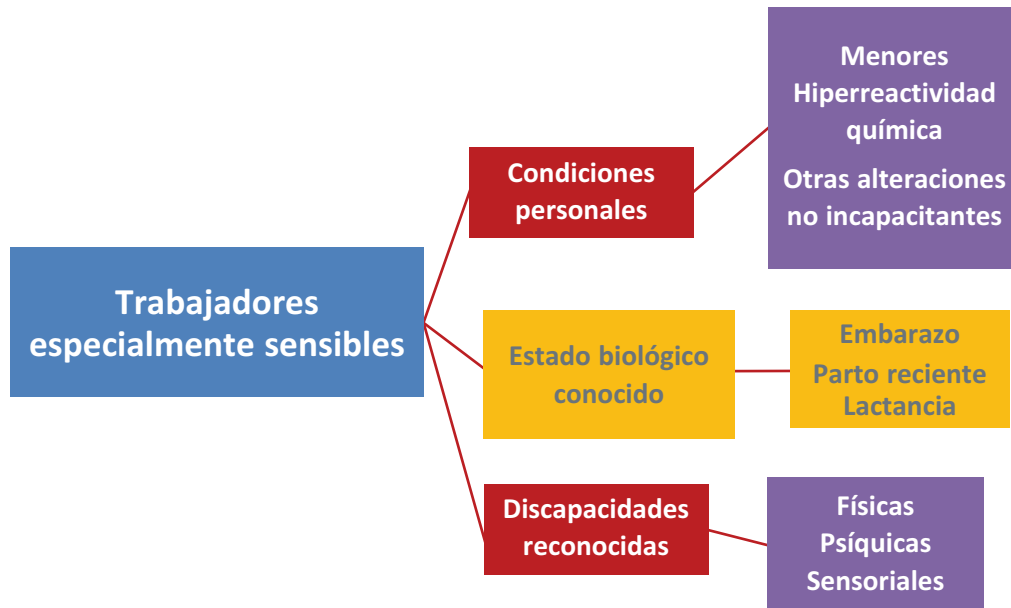 Trabajadores
especialmente sensibles
Condiciones
personales
Menores
Hiperreactividad
química
Otras alteraciones
no incapacitantes
Estado biológico
conocido
Embarazo
Parto reciente
Lactancia
Discapacidades
reconocidas
Físicas
Psíquicas
Sensoriales